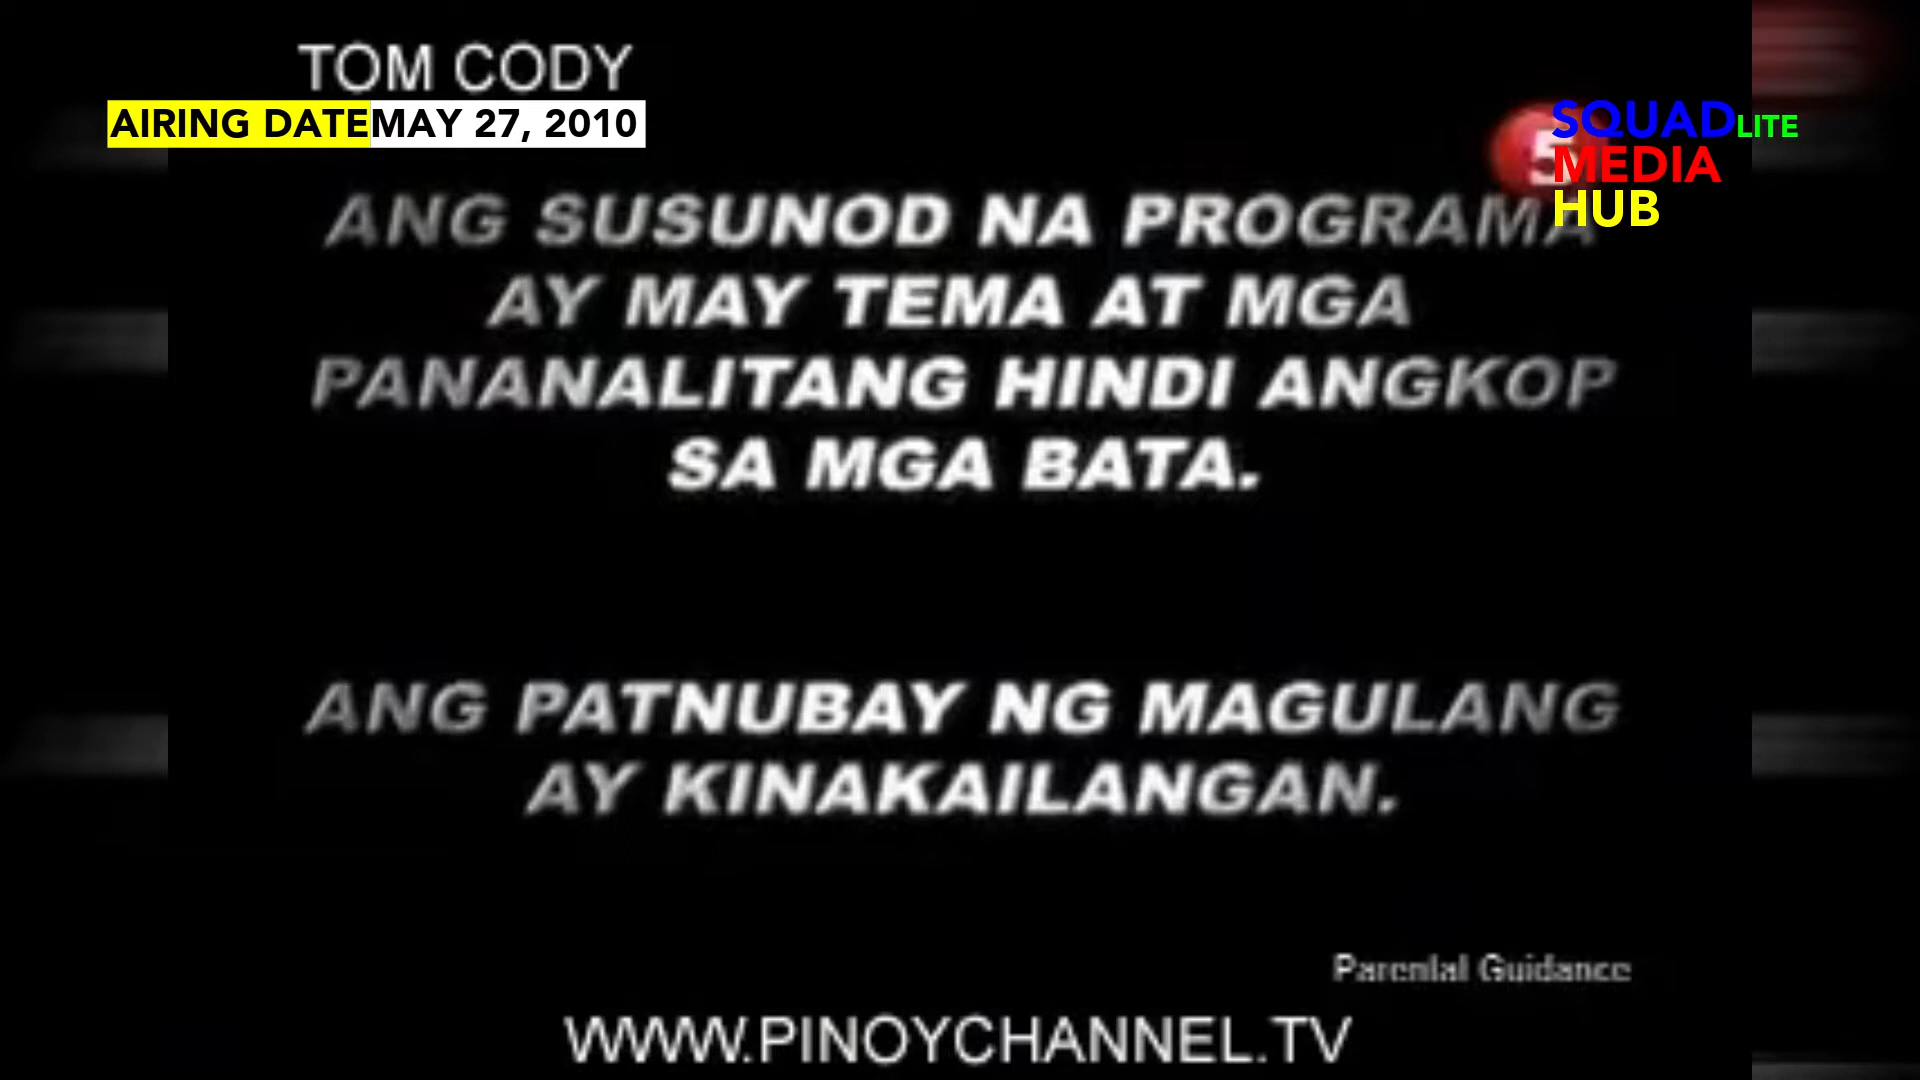 TOM CODY
AIRING DATE MAY 27, 2010
SQUAD LITE
5 MEDIA
HUB
ANG SUSUNOD NA PROGRAMA
AY MAY TEMA AT MGA
PANANALITANG HINDI ANGKOP
SA MGA BATA.
ANG PATNUBAY NG MAGULANG
AY KINAKAILANGAN.
Parental Guidance
WWW.PINOYCHANNEL.TV